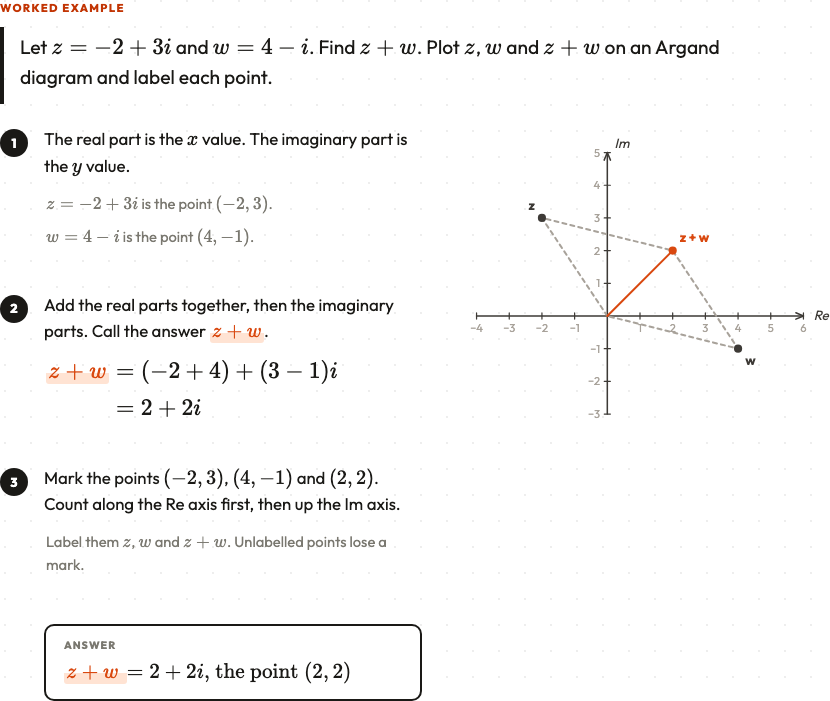 WORKED EXAMPLE
Let z = −2 + 3i and w = 4 − i. Find z + w. Plot z, w and z + w on an Argand
diagram and label each point.
1
The real part is the x value. The imaginary part is
the y value.
z = −2 + 3i is the point (−2, 3).
w = 4 − i is the point (4, −1).
2
Add the real parts together, then the imaginary
parts. Call the answer z + w.
z + w = (−2 + 4) + (3 − 1)i
= 2 + 2i
3
Mark the points (−2, 3), (4, −1) and (2, 2).
Count along the Re axis first, then up the Im axis.
Label them z, w and z + w. Unlabelled points lose a
mark.
ANSWER
z + w = 2 + 2i, the point (2, 2)
Im
5
4
z
3
z + w
2
1
−4 −3 −2 −1 1 2 3 4 5 6 Re
−1
w
−2
−3